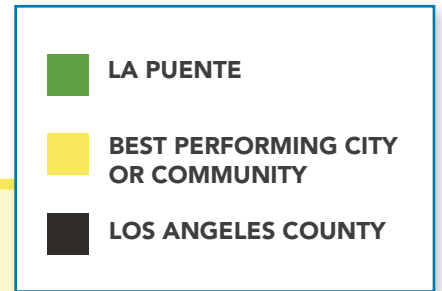 LA PUENTE
BEST PERFORMING CITY
OR COMMUNITY
LOS ANGELES COUNTY